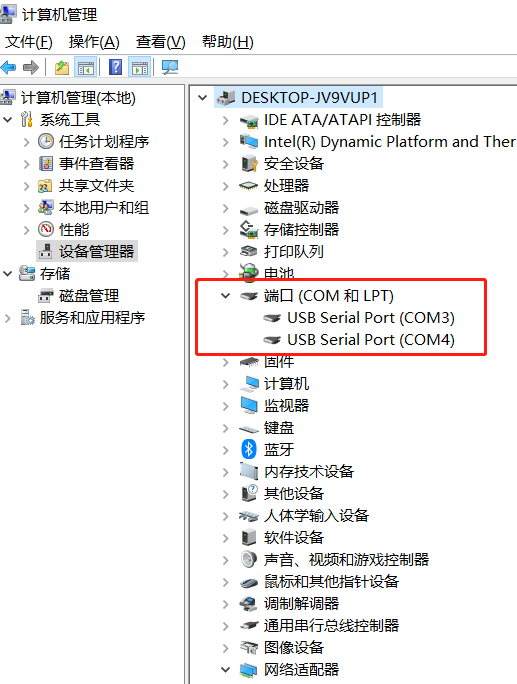 计算机管理
文件(F) 操作(A) 查看(V) 帮助(H)
计算机管理(本地)
系统工具
任务计划程序
事件查看器
共享文件夹
本地用户和组
性能
设备管理器
存储
磁盘管理
服务和应用程序
DESKTOP-JV9VUP1
IDE ATA/ATAPI 控制器
Intel(R) Dynamic Platform and Ther
安全设备
处理器
磁盘驱动器
存储控制器
打印队列
电池
端口 (COM 和 LPT)
USB Serial Port (COM3)
USB Serial Port (COM4)
固件
计算机
监视器
键盘
蓝牙
内存技术设备
其他设备
人体学输入设备
软件设备
声音、视频和游戏控制器
鼠标和其他指针设备
调制解调器
通用串行总线控制器
图像设备
网络适配器